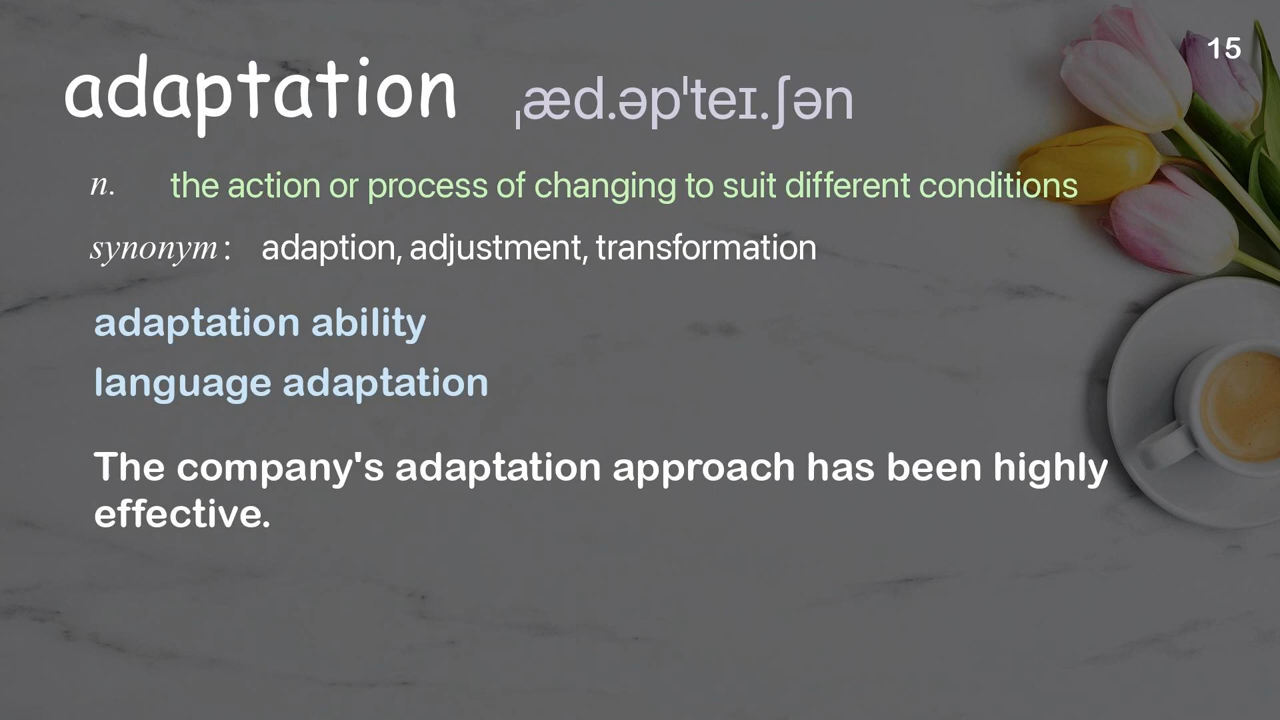 15
adaptation ˌæd.əpˈteɪ.ʃən
n. the action or process of changing to suit different conditions
synonym: adaption, adjustment, transformation
adaptation ability
language adaptation
The company's adaptation approach has been highly
effective.